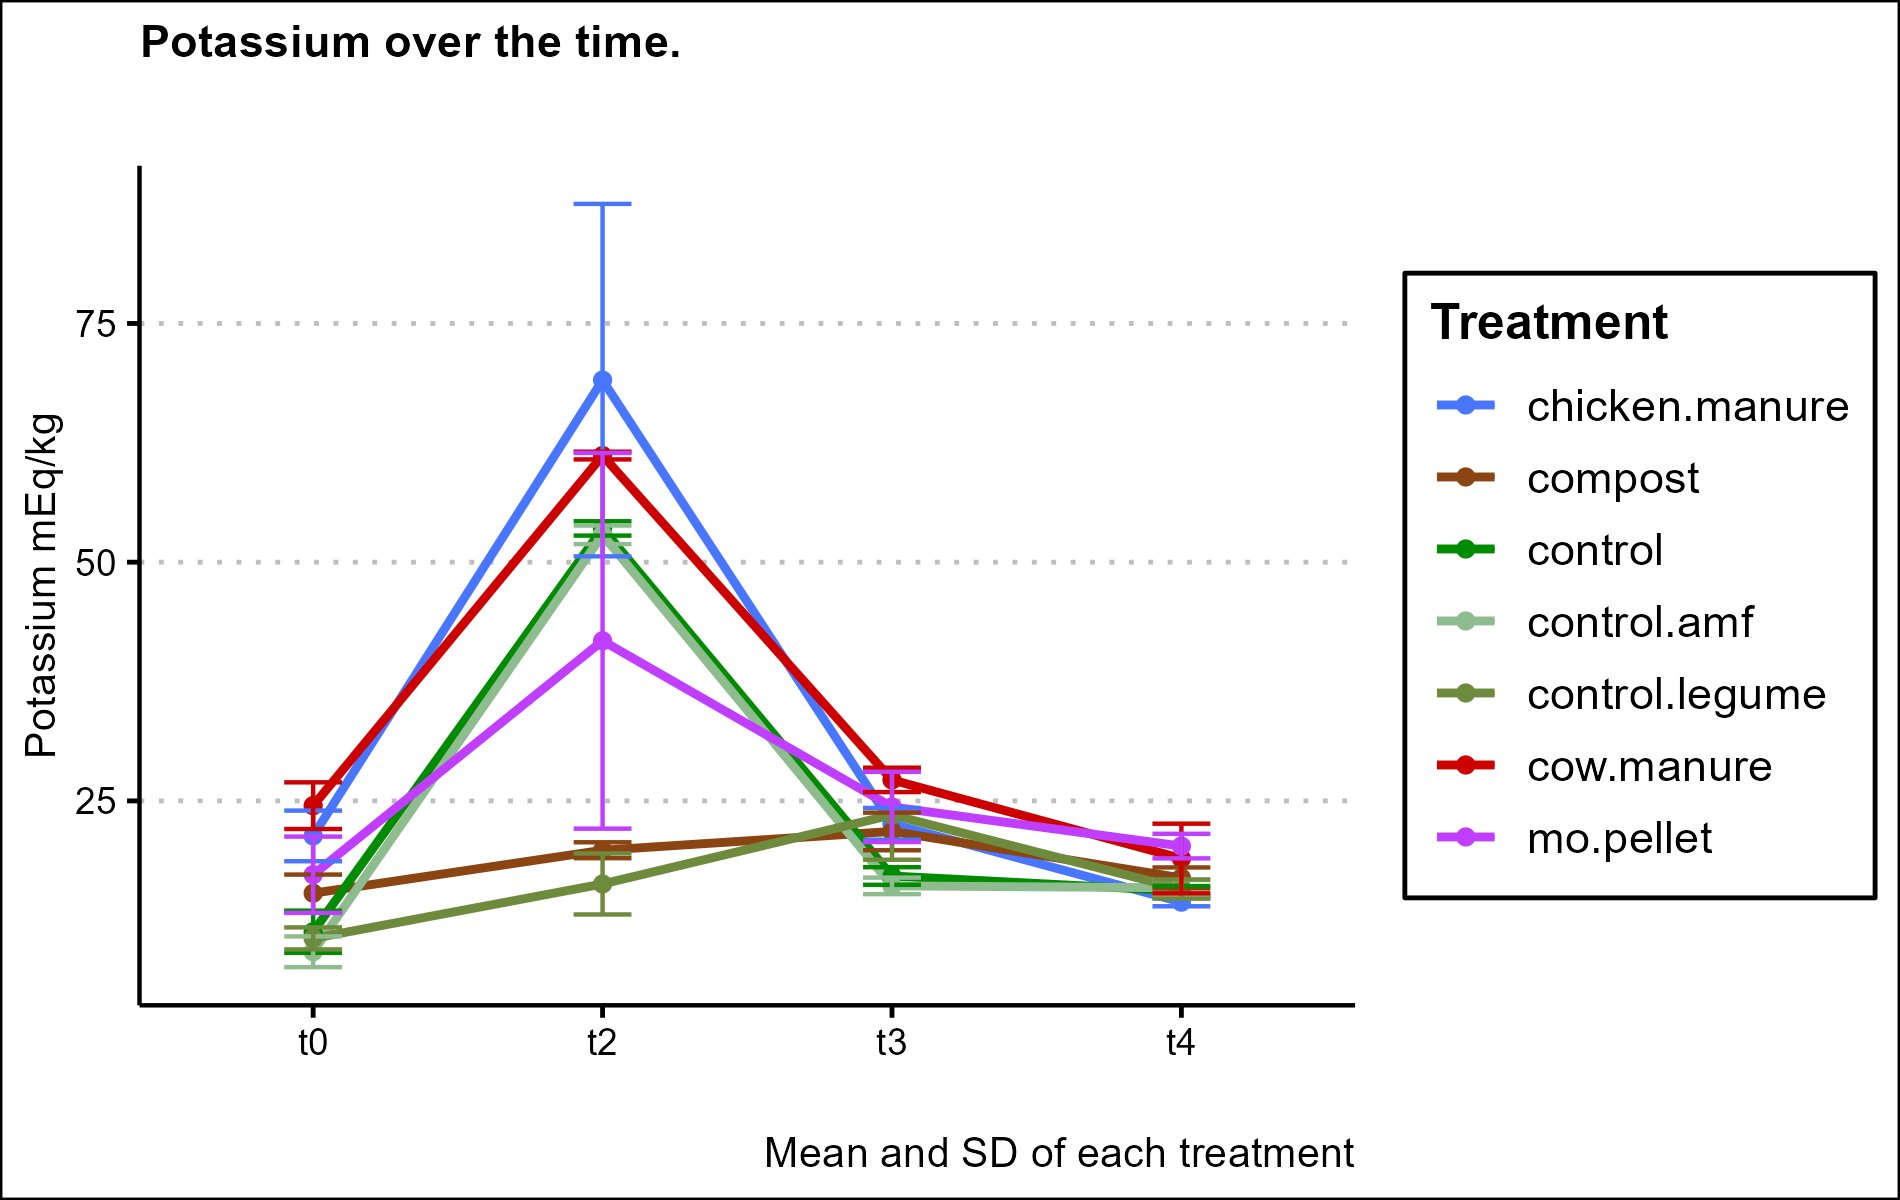 Potassium over the time.
Potassium mEq/kg
75
50
25
t0 t2 t3 t4
Mean and SD of each treatment
Treatment
chicken.manure
compost
control
control.amf
control.legume
cow.manure
mo.pellet